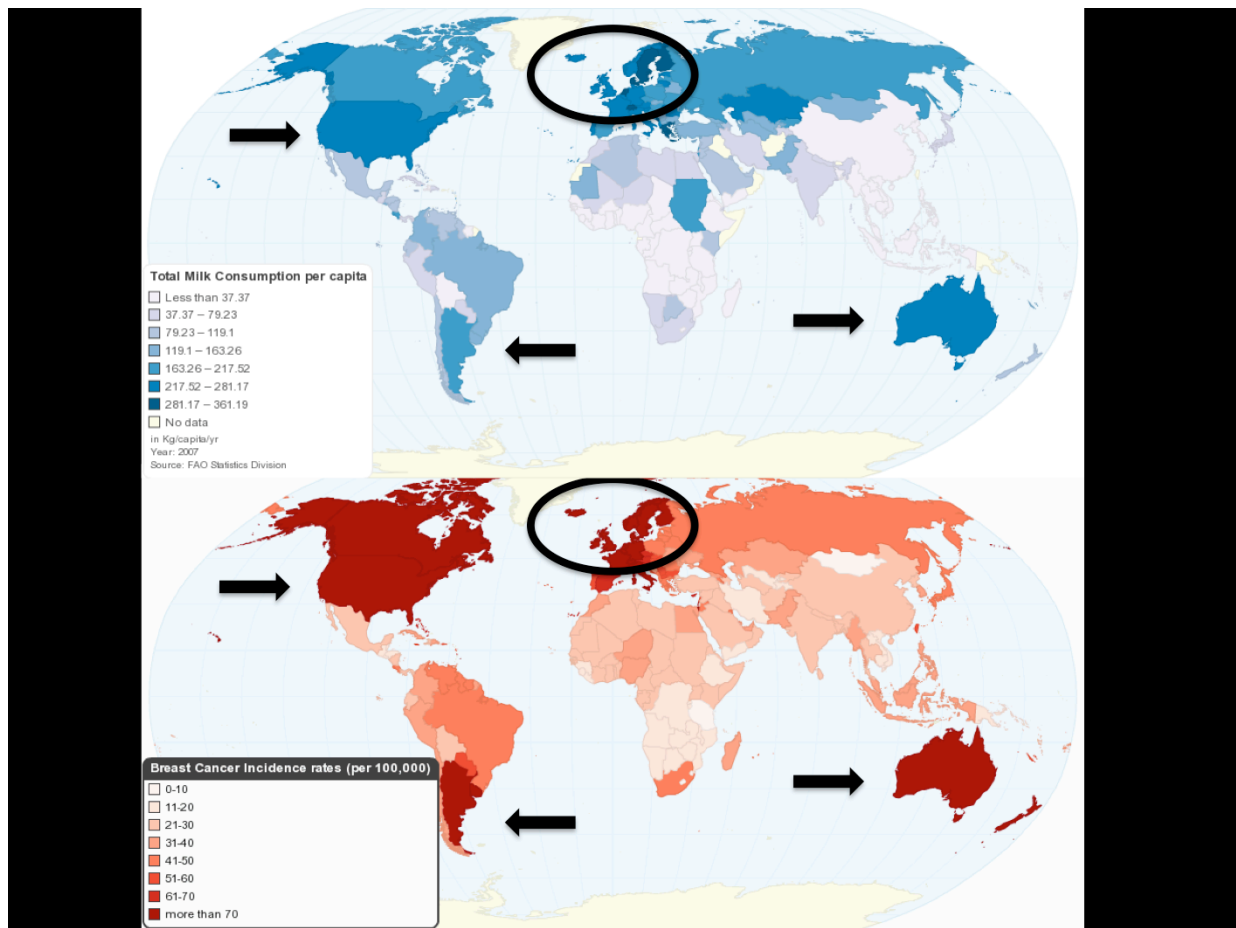 Total Milk Consumption per capita
Less than 37.37
37.37 – 79.23
79.23 – 119.1
119.1 – 163.26
163.26 – 217.52
217.52 – 281.17
281.17 – 361.19
No data
in Kg/capita/yr
Year: 2007
Source: FAO Statistics Division
Breast Cancer Incidence rates (per 100,000)
0-10
11-20
21-30
31-40
41-50
51-60
61-70
more than 70